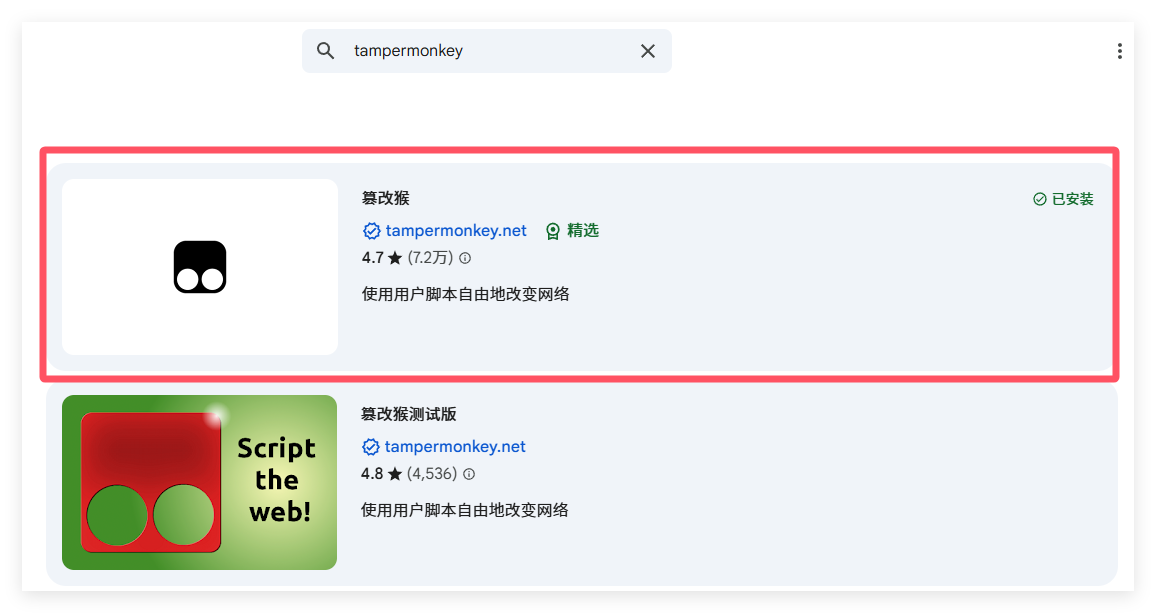 tampermonkey
篡改猴
已安装
tampermonkey.net 精选
4.7 ★ (7.2万)
使用用户脚本自由地改变网络
Script
the
web!
篡改猴测试版
tampermonkey.net
4.8 ★ (4,536)
使用用户脚本自由地改变网络